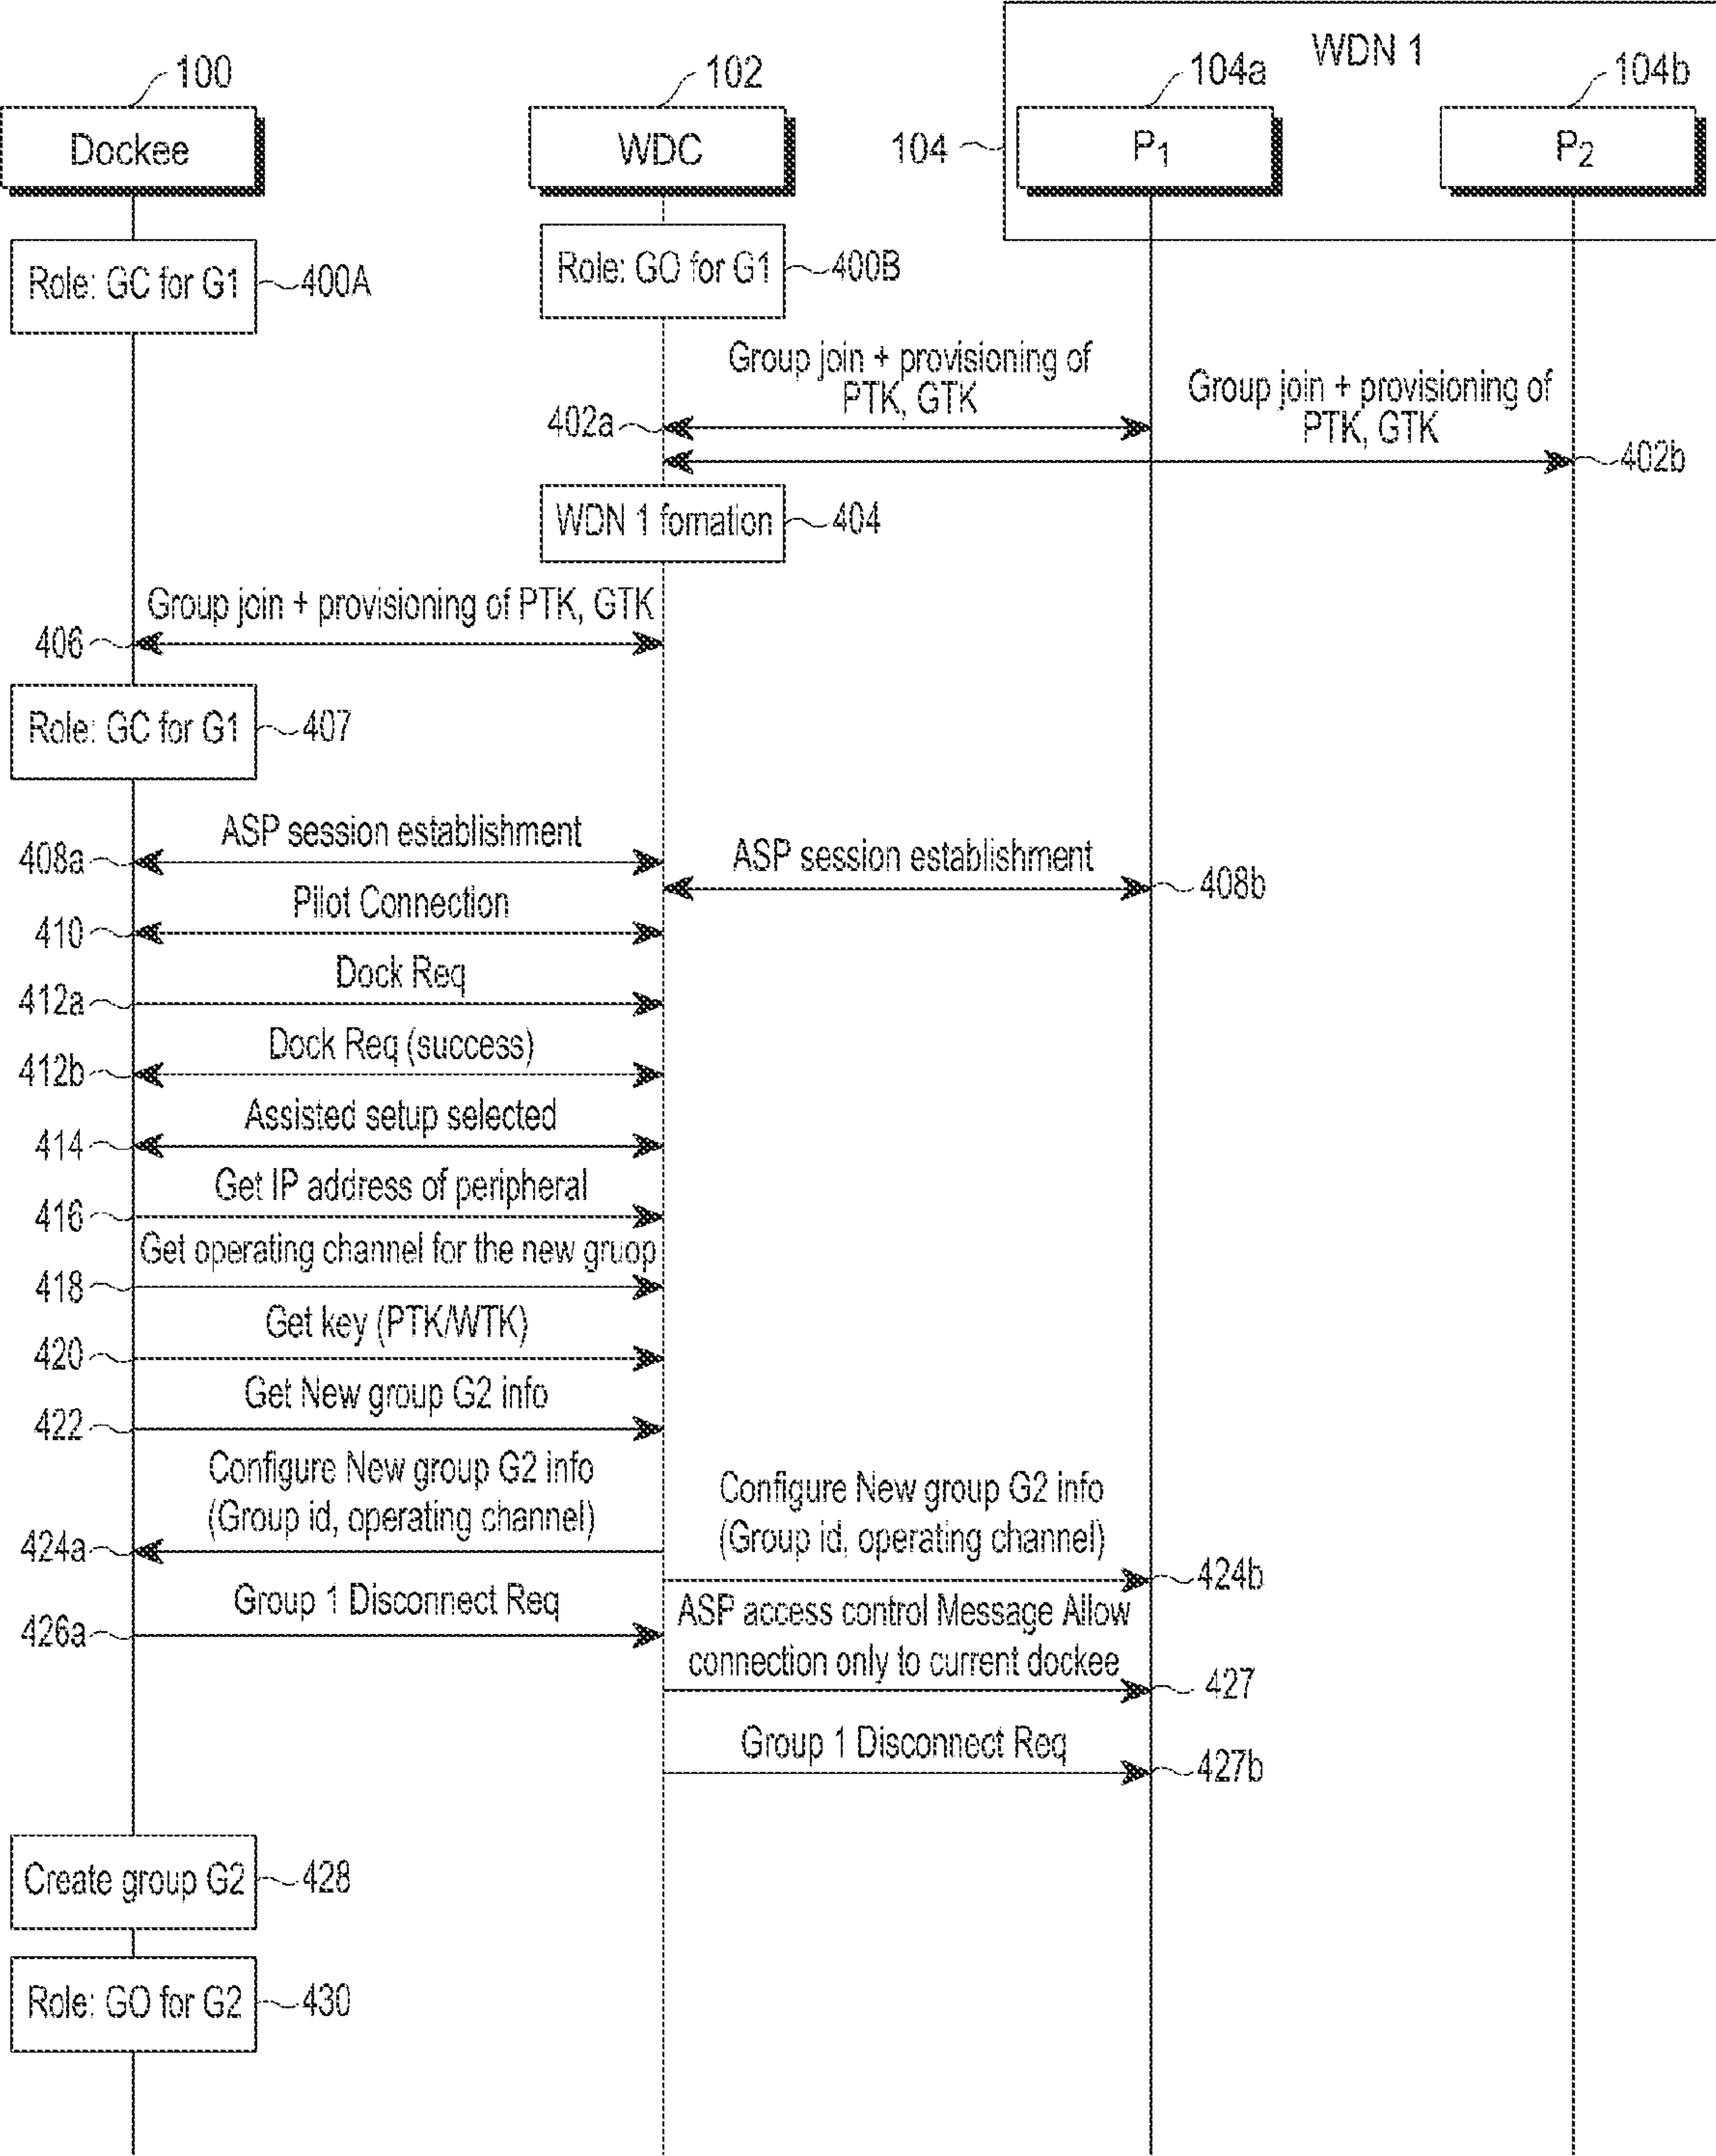 WDN 1
100
102
104a
104b
Dockee
WDC
104
P1
P2
Role: GC for G1
400A
Role: GO for G1
400B
Group join + provisioning of
PTK, GTK
402a
Group join + provisioning of
PTK, GTK
402b
WDN 1 fornation
404
Group join + provisioning of PTK, GTK
406
Role: GC for G1
407
ASP session establishment
408a
ASP session establishment
408b
Pilot Connection
410
Dock Req
412a
Dock Req (success)
412b
Assisted setup selected
414
Get IP address of peripheral
416
Get operating channel for the new gruop
418
Get key (PTK/WTK)
420
Get New group G2 info
422
Configure New group G2 info
(Group id, operating channel)
424a
Configure New group G2 info
(Group id, operating channel)
424b
Group 1 Disconnect Req
426a
ASP access control Message Allow
connection only to current dockee
427
Group 1 Disconnect Req
427b
Create group G2
428
Role: GO for G2
430